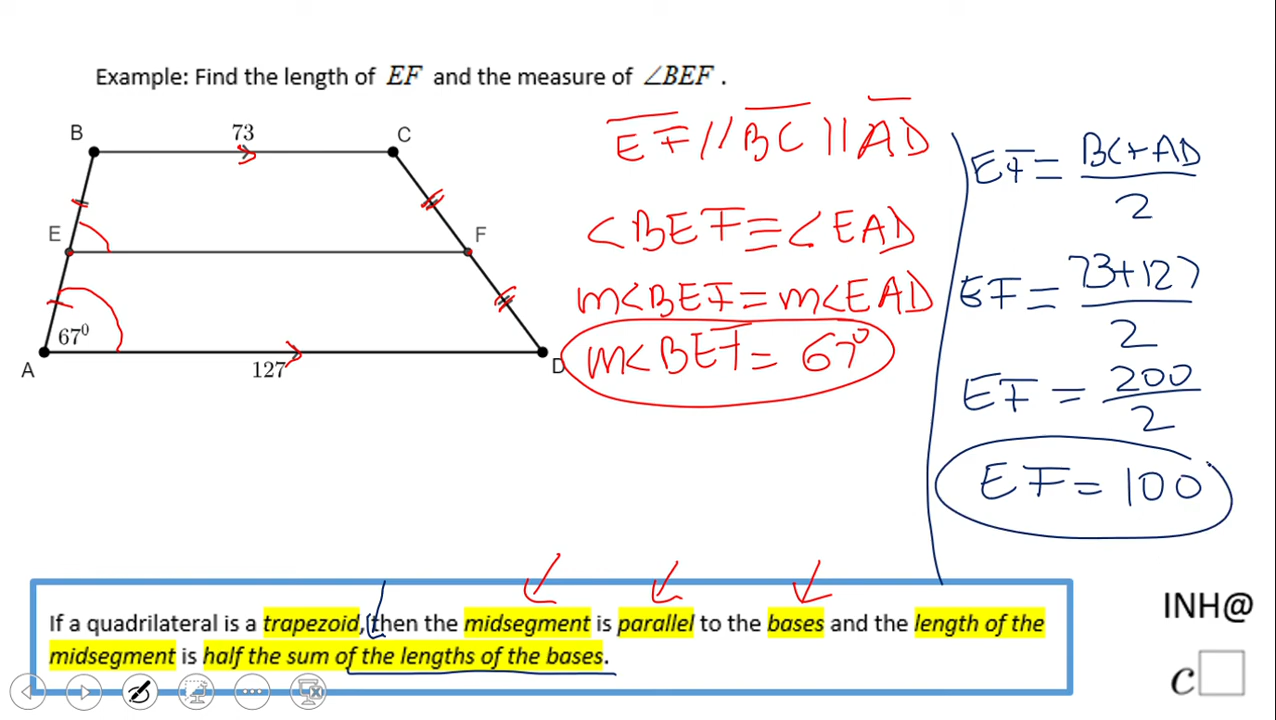 Example: Find the length of EF and the measure of ∠BEF .
B
73
C
E
F
67⁰
A
127
D
EF // BC || AD
<BEF ≅ <EAD
m<BEF = m<EAD
m<BEF = 67⁰
EF = BC + AD / 2
EF = 73 + 127 / 2
EF = 200 / 2
EF = 100
If a quadrilateral is a trapezoid, then the midsegment is parallel to the bases and the length of the
midsegment is half the sum of the lengths of the bases.
INH@
c